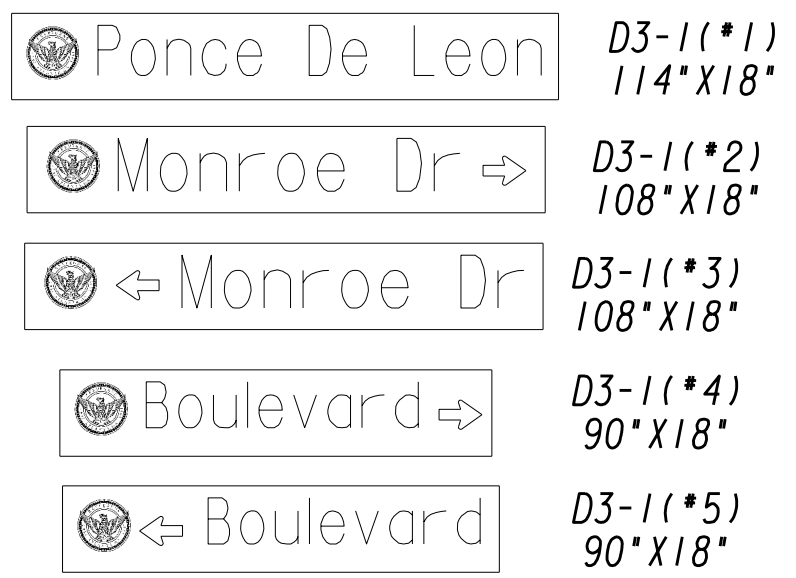 Ponce De Leon
D3-1(#1)
114"X18"
Monroe Dr
D3-1(#2)
108"X18"
Monroe Dr
D3-1(#3)
108"X18"
Boulevard
D3-1(#4)
90"X18"
Boulevard
D3-1(#5)
90"X18"